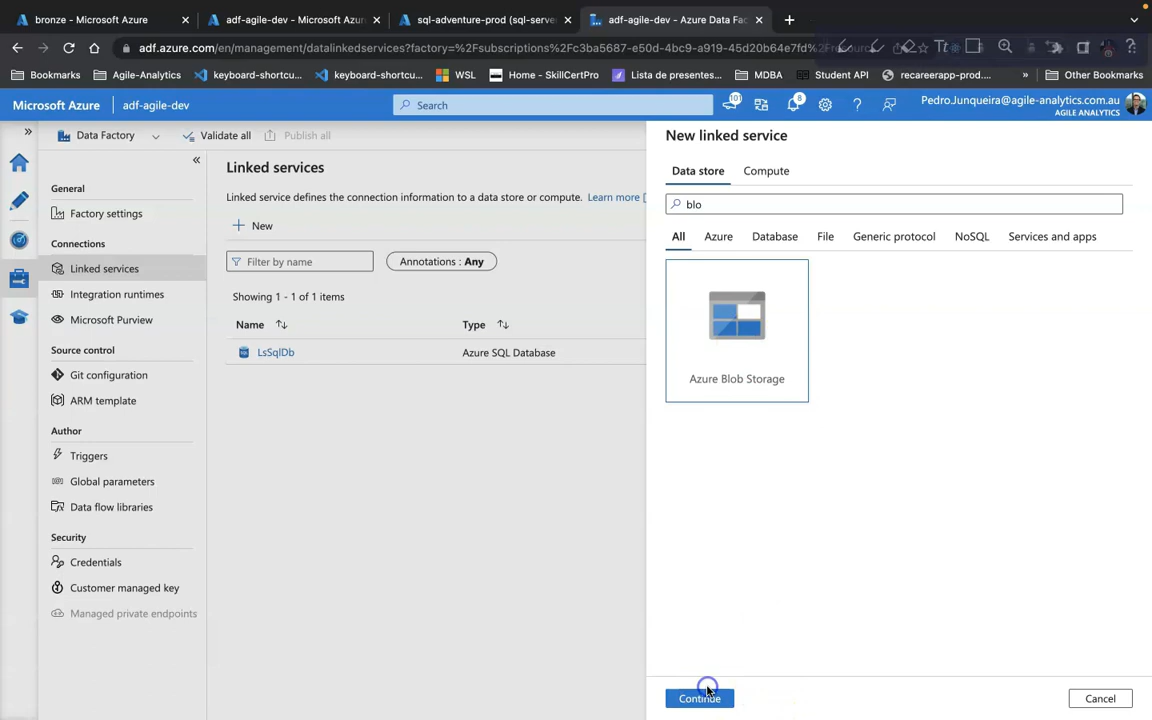 bronze - Microsoft Azure
adf-agile-dev - Microsoft Azu
sql-adventure-prod (sql-serve
adf-agile-dev - Azure Data Fac
adf.azure.com/en/management/datalinkedservices?factory=%2Fsubscriptions%2Fc3ba5687-e50d-4bc9-a919-45d20b64e7fd%2Fresour
Bookmarks
Agile-Analytics
keyboard-shortcu...
keyboard-shortcu...
WSL
Home - SkillCertPro
Lista de presentes...
MDBA
Student API
recareerapp-prod....
»
Other Bookmarks
Microsoft Azure
adf-agile-dev
Search
101
8
Pedro.Junqueira@agile-analytics.com.au
AGILE ANALYTICS
Data Factory
Validate all
Publish all
General
Factory settings
Connections
Linked services
Integration runtimes
Microsoft Purview
Source control
Git configuration
ARM template
Author
Triggers
Global parameters
Data flow libraries
Security
Credentials
Customer managed key
Managed private endpoints
Linked services
Linked service defines the connection information to a data store or compute. Learn more
New
Filter by name
Annotations : Any
Showing 1 - 1 of 1 items
Name
Type
LsSqlDb
Azure SQL Database
New linked service
Data store
Compute
blo
All
Azure
Database
File
Generic protocol
NoSQL
Services and apps
Azure Blob Storage
Continue
Cancel